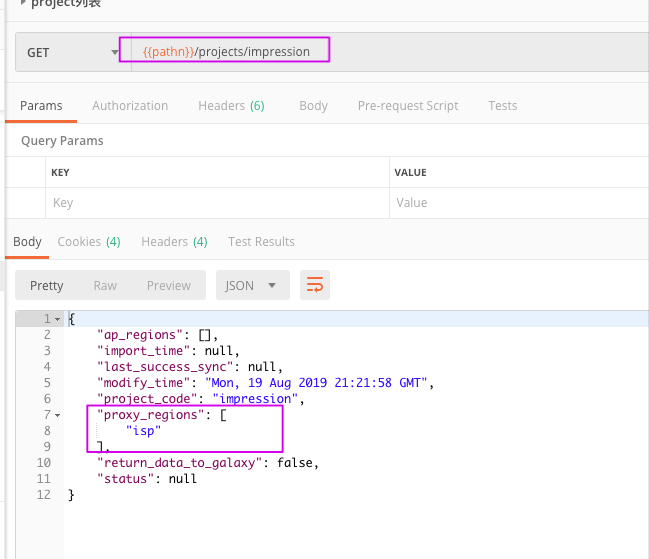 project列表
GET {{pathn}}/projects/impression
Params Authorization Headers (6) Body Pre-request Script Tests
Query Params
KEY VALUE
Key Value
Body Cookies (4) Headers (4) Test Results
Pretty Raw Preview JSON
1 {
2 "ap_regions": [],
3 "import_time": null,
4 "last_success_sync": null,
5 "modify_time": "Mon, 19 Aug 2019 21:21:58 GMT",
6 "project_code": "impression",
7 "proxy_regions": [
8 "isp"
9 ],
10 "return_data_to_galaxy": false,
11 "status": null
12 }